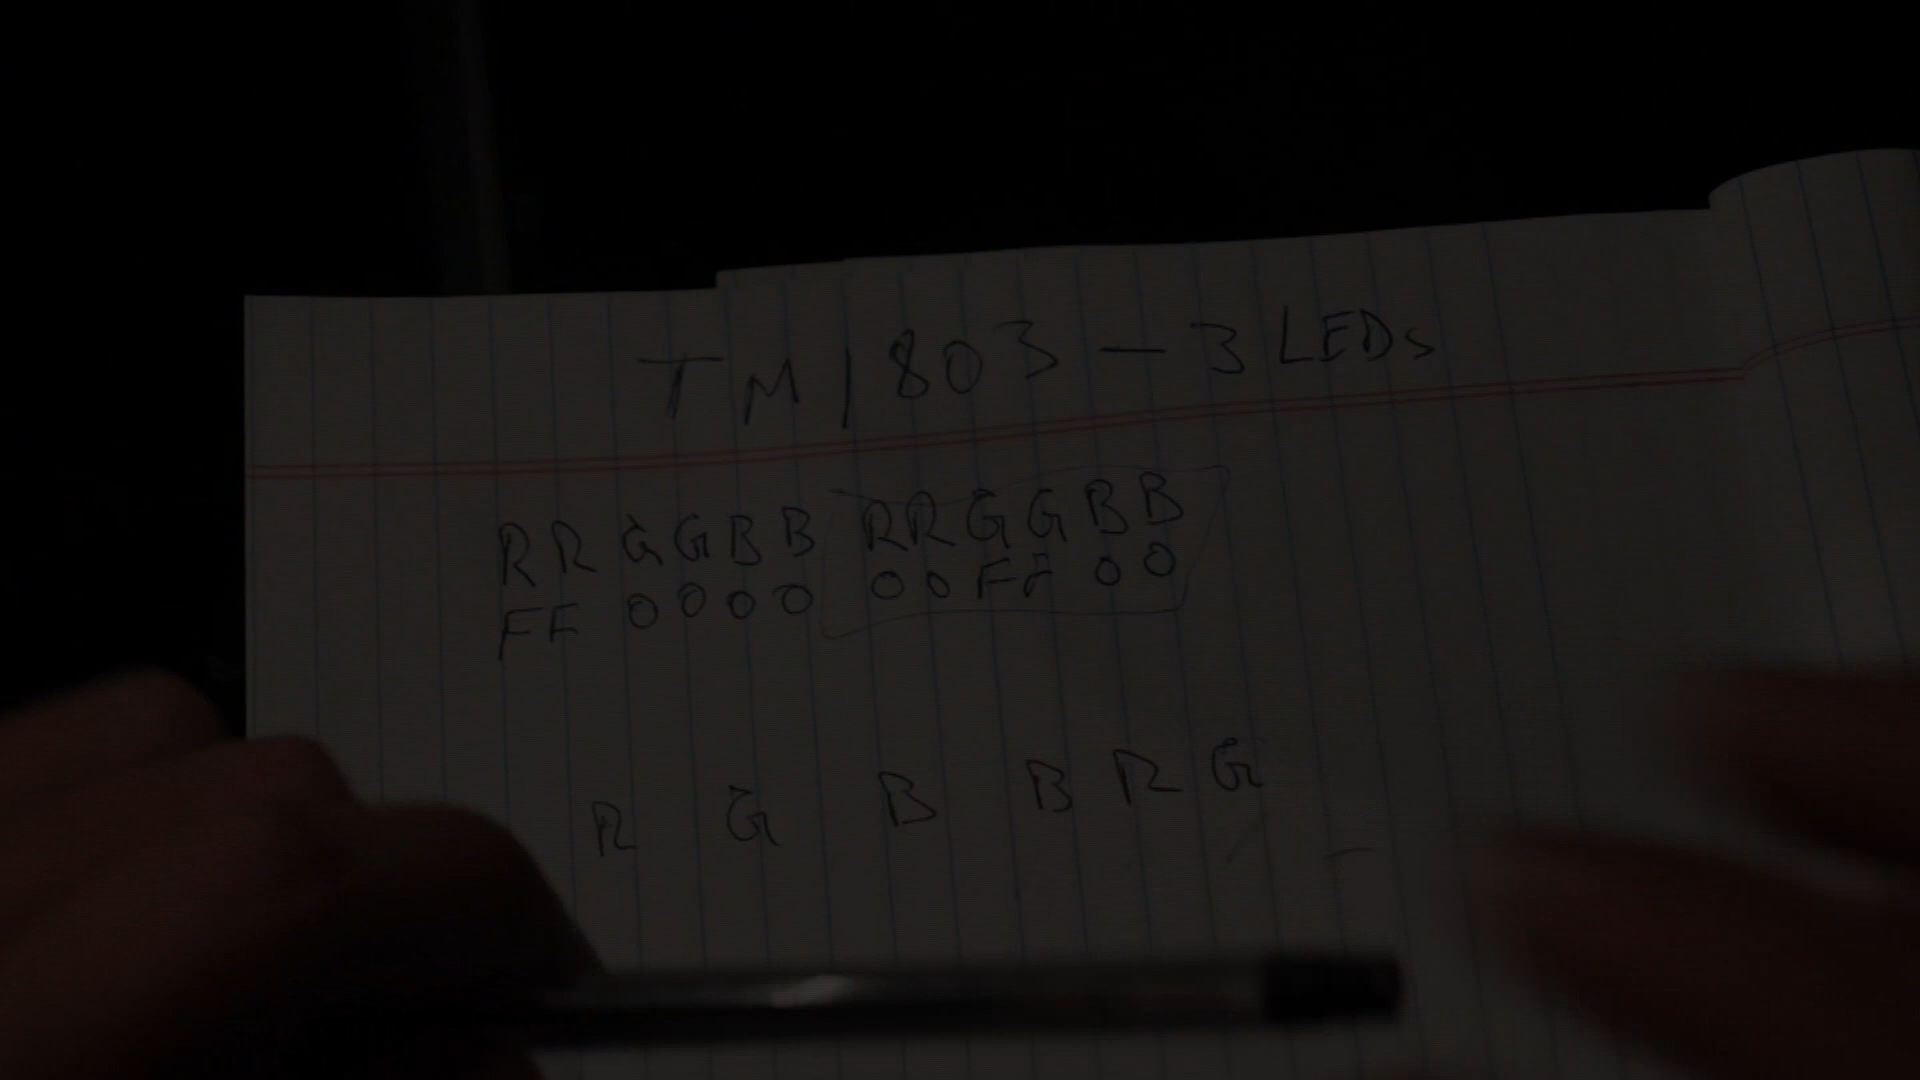 TM1803 - 3 LEDs
RRGGBB RRGGBB
FF0000 00FF00
R G B B R G